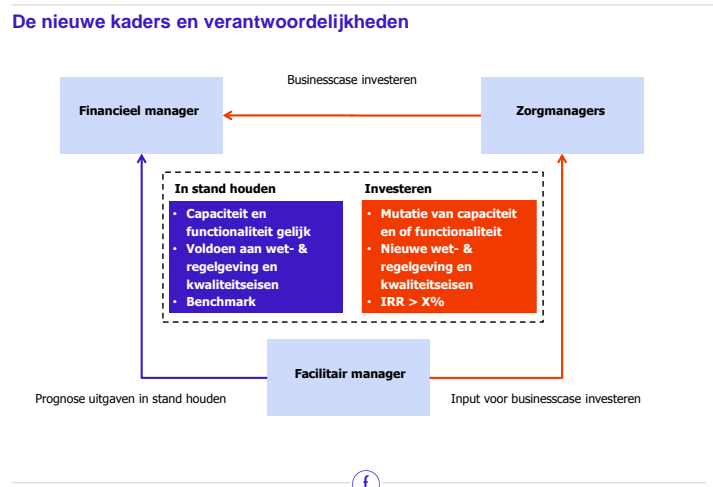 De nieuwe kaders en verantwoordelijkheden
Businesscase investeren
Financieel manager
Zorgmanagers
In stand houden
• Capaciteit en
functionaliteit gelijk
• Voldoen aan wet- &
regelgeving en
kwaliteitseisen
• Benchmark
Investeren
• Mutatie van capaciteit
en of functionaliteit
• Nieuwe wet- &
regelgeving en
kwaliteitseisen
• IRR > X%
Facilitair manager
Prognose uitgaven in stand houden
Input voor businesscase investeren
f